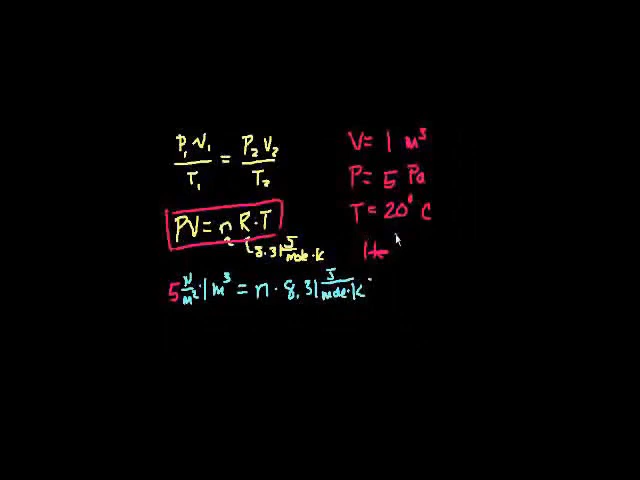 P₁V₁/T₁ = P₂V₂/T₂
V= 1 m³
P= 5 Pa
T = 20° C
PV= n R·T
8.31 J/mole·K
He
5 N/m² · 1 m³ = n · 8.31 J/mole·K ·